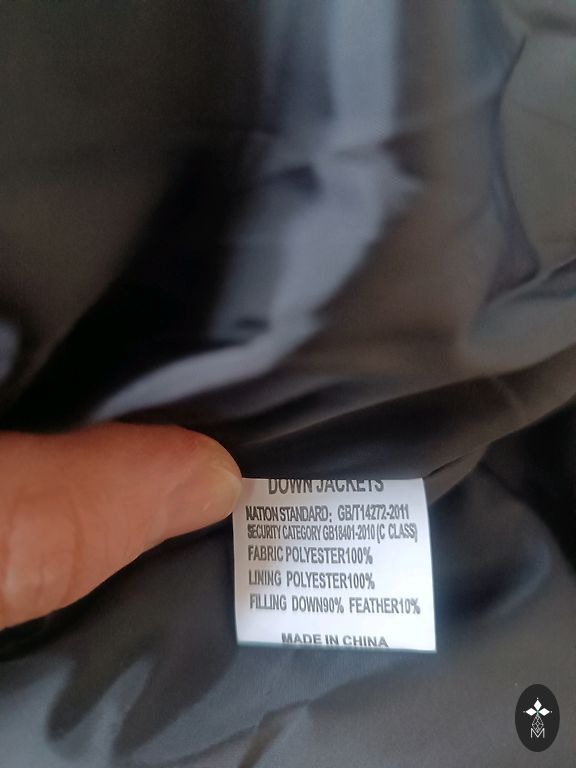 DOWN JACKETS
NATION STANDARD; GB/T14272-2011
SECURITY CATEGORY GB18401-2010 (C CLASS)
FABRIC POLYESTER100%
LINING POLYESTER100%
FILLING DOWN90% FEATHER10%
MADE IN CHINA
M